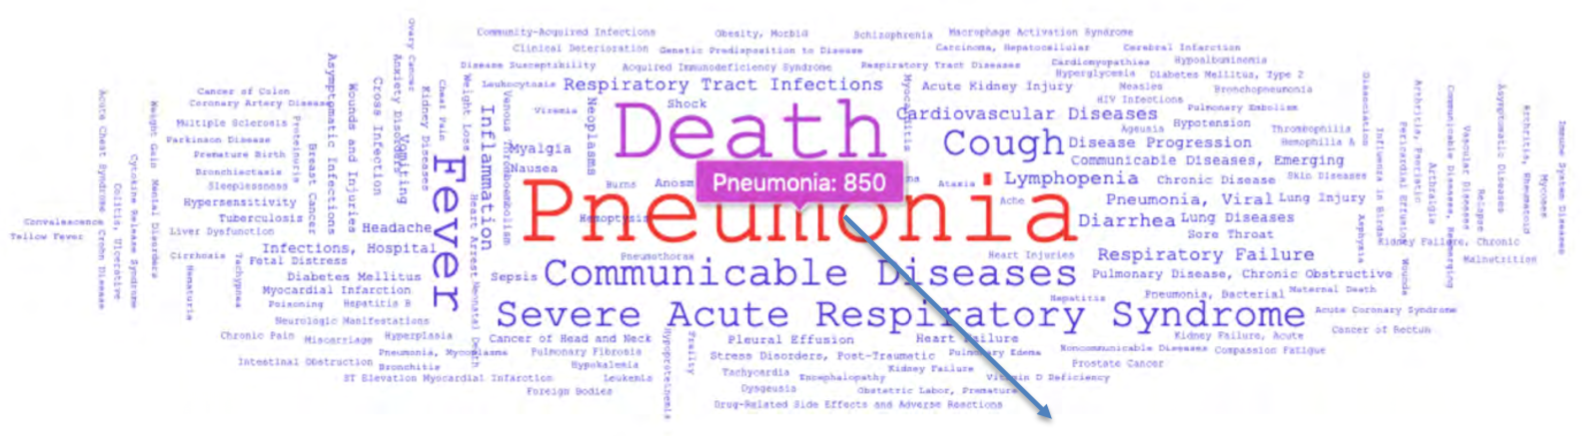 Community-Acquired Infections
Obesity, Morbid
Schizophrenia
Macrophage Activation Syndrome
Clinical Deterioration
Genetic Predisposition to Disease
Carcinoma, Hepatocellular
Cerebral Infarction
Disease Susceptibility
Acquired Immunodeficiency Syndrome
Respiratory Tract Diseases
Cardiomyopathies
Hypoalbuminemia
Hyperglycemia
Diabetes Mellitus, Type 2
Leukocytosis
Respiratory Tract Infections
Acute Kidney Injury
Measles
Bronchopneumonia
Cancer of Colon
Coronary Artery Disease
Viremia
Shock
Death
HIV Infections
Pulmonary Embolism
Cardiovascular Diseases
Multiple Sclerosis
Ageusia
Hypotension
Thrombophilia
Parkinson Disease
Cough
Disease Progression
Hemophilia A
Premature Birth
Myalgia
Communicable Diseases, Emerging
Bronchiectasis
Nausea
Sleeplessness
Burns
Pneumonia: 850
Ataxia
Lymphopenia
Chronic Disease
Skin Diseases
Hypersensitivity
Pneumonia
Ache
Pneumonia, Viral
Lung Injury
Tuberculosis
Hemoptysis
Diarrhea
Lung Diseases
Convalescence
Headache
Liver Dysfunction
Sore Throat
Yellow Fever
Infections, Hospital
Kidney Failure, Chronic
Cirrhosis
Fetal Distress
Pneumothorax
Heart Injuries
Respiratory Failure
Malnutrition
Diabetes Mellitus
Sepsis
Communicable Diseases
Pulmonary Disease, Chronic Obstructive
Myocardial Infarction
Hepatitis
Pneumonia, Bacterial
Maternal Death
Poisoning
Hepatitis B
Severe Acute Respiratory Syndrome
Acute Coronary Syndrome
Neurologic Manifestations
Cancer of Rectum
Chronic Pain
Miscarriage
Hyperplasia
Cancer of Head and Neck
Pleural Effusion
Heart Failure
Kidney Failure, Acute
Pneumonia, Mycoplasma
Pulmonary Fibrosis
Stress Disorders, Post-Traumatic
Pulmonary Edema
Noncommunicable Diseases
Compassion Fatigue
Intestinal Obstruction
Bronchitis
Hypokalemia
Tachycardia
Kidney Failure
Prostate Cancer
ST Elevation Myocardial Infarction
Leukemia
Encephalopathy
Vitamin D Deficiency
Foreign Bodies
Dysgeusia
Obstetric Labor, Premature
Drug-Related Side Effects and Adverse Reactions
Acute Chest Syndrome
Crohn Disease
Colitis, Ulcerative
Cytokine Release Syndrome
Weight Gain
Mental Disorders
Hematuria
Tachypnea
Proteinuria
Breast Cancer
Asymptomatic Infections
Wounds and Injuries
Cross Infection
Anxiety Disorders
Vomiting
Ovary Cancer
Kidney Diseases
Chest Pain
Fever
Weight Loss
Inflammation
Heart Arrest
Neonatal Death
Venous Thromboembolism
Neoplasms
Hypoproteinemia
Frailty
Myocarditis
Asphyxia
Influenza in Birds
Pericardial Effusion
Wounds
Arthritis, Psoriatic
Arthralgia
Communicable Diseases, Reemerging
Vascular Diseases
Relapse
Asymptomatic Diseases
Arthritis, Rheumatoid
Mycoses
Immune System Diseases